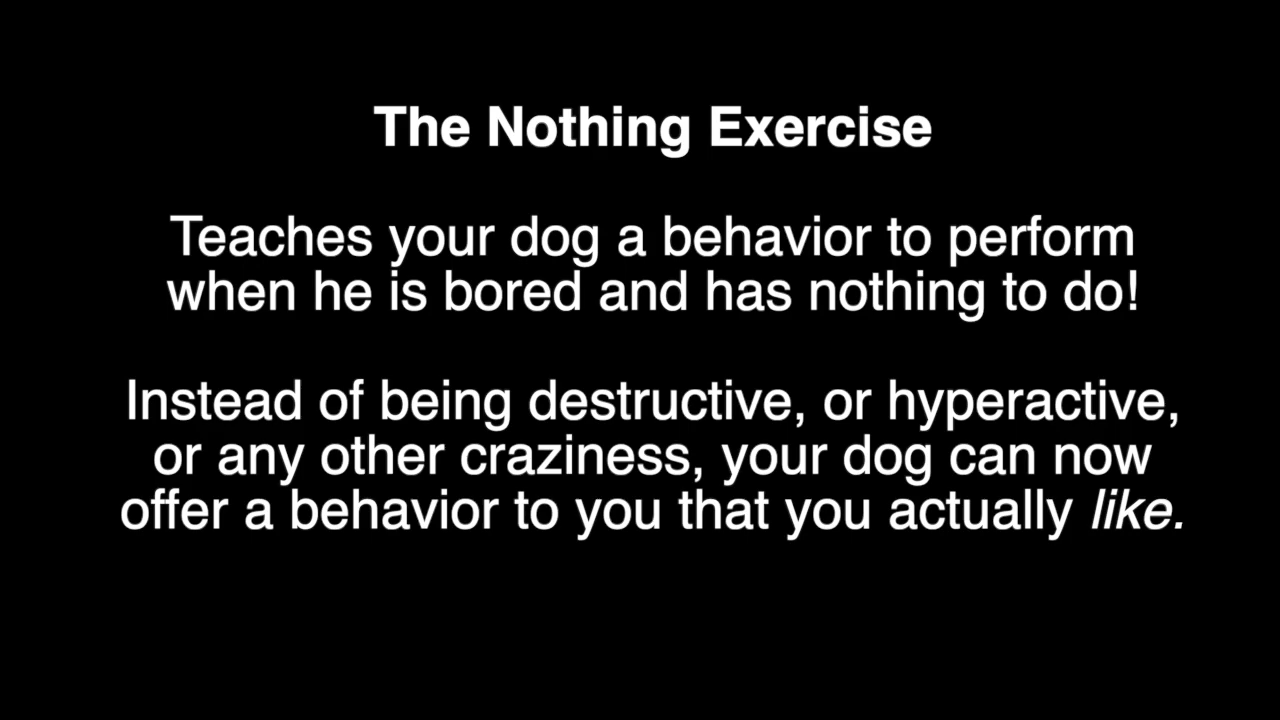 The Nothing Exercise
Teaches your dog a behavior to perform
when he is bored and has nothing to do!
Instead of being destructive, or hyperactive,
or any other craziness, your dog can now
offer a behavior to you that you actually like.